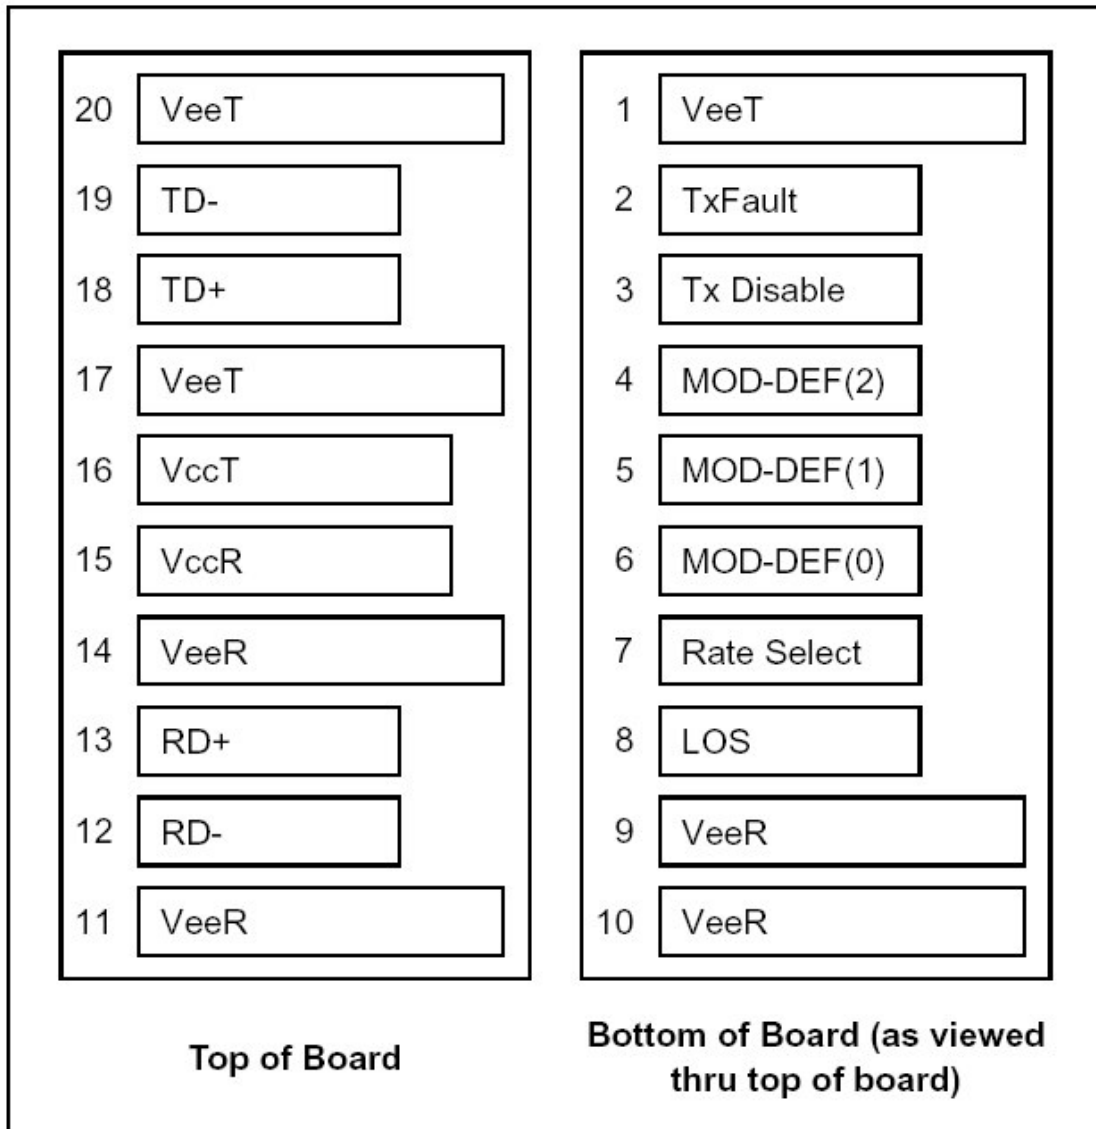 20 VeeT
19 TD-
18 TD+
17 VeeT
16 VccT
15 VccR
14 VeeR
13 RD+
12 RD-
11 VeeR
Top of Board
1 VeeT
2 TxFault
3 Tx Disable
4 MOD-DEF(2)
5 MOD-DEF(1)
6 MOD-DEF(0)
7 Rate Select
8 LOS
9 VeeR
10 VeeR
Bottom of Board (as viewed
thru top of board)